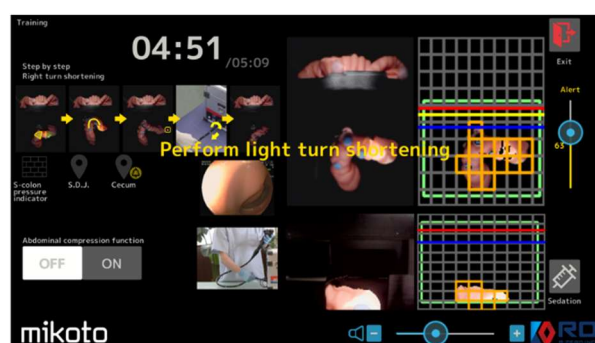 Training
04:51
/05:09
Step by step
Right turn shortening
Perform light turn shortening
S-colon
pressure
indicator
S.D.J.
Cecum
Abdominal compression function
OFF
ON
Exit
Alert
63
Sedation
mikoto